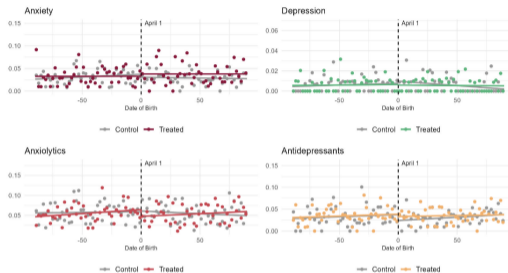 Anxiety
0.15
0.10
0.05
0.00
April 1
-50
0
50
Date of Birth
Control
Treated
Depression
0.06
0.04
0.02
0.00
April 1
-50
0
50
Date of Birth
Control
Treated
Anxiolytics
0.15
0.10
0.05
April 1
-50
0
50
Date of Birth
Control
Treated
Antidepressants
0.15
0.10
0.05
0.00
April 1
-50
0
50
Date of Birth
Control
Treated